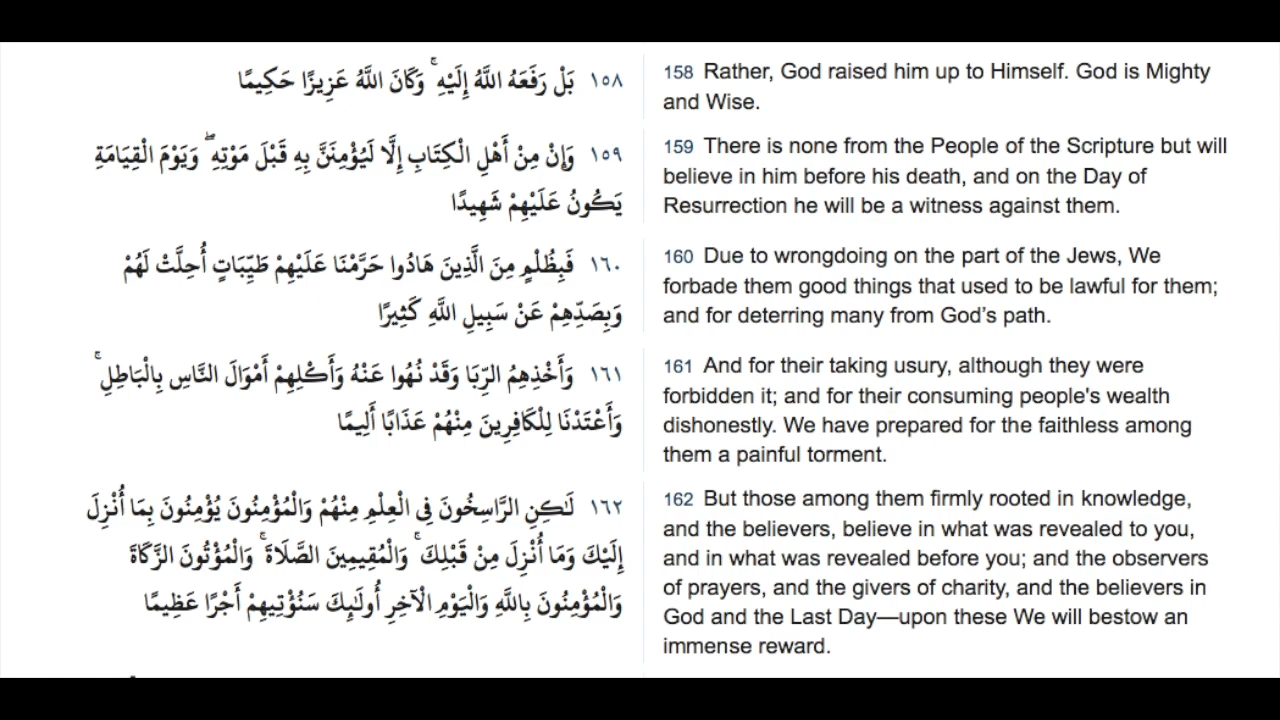 ١٥٨ بَلْ رَفَعَهُ اللَّهُ إِلَيْهِ ۚ وَكَانَ اللَّهُ عَزِيزًا حَكِيمًا
158 Rather, God raised him up to Himself. God is Mighty
and Wise.
١٥٩ وَإِنْ مِنْ أَهْلِ الْكِتَابِ إِلَّا لَيُؤْمِنَنَّ بِهِ قَبْلَ مَوْتِهِ ۖ وَيَوْمَ الْقِيَامَةِ
يَكُونُ عَلَيْهِمْ شَهِيدًا
159 There is none from the People of the Scripture but will
believe in him before his death, and on the Day of
Resurrection he will be a witness against them.
١٦٠ فَبِظُلْمٍ مِنَ الَّذِينَ هَادُوا حَرَّمْنَا عَلَيْهِمْ طَيِّبَاتٍ أُحِلَّتْ لَهُمْ
وَبِصَدِّهِمْ عَنْ سَبِيلِ اللَّهِ كَثِيرًا
160 Due to wrongdoing on the part of the Jews, We
forbade them good things that used to be lawful for them;
and for deterring many from God’s path.
١٦١ وَأَخْذِهِمُ الرِّبَا وَقَدْ نُهُوا عَنْهُ وَأَكْلِهِمْ أَمْوَالَ النَّاسِ بِالْبَاطِلِ ۚ
وَأَعْتَدْنَا لِلْكَافِرِينَ مِنْهُمْ عَذَابًا أَلِيمًا
161 And for their taking usury, although they were
forbidden it; and for their consuming people's wealth
dishonestly. We have prepared for the faithless among
them a painful torment.
١٦٢ لَٰكِنِ الرَّاسِخُونَ فِي الْعِلْمِ مِنْهُمْ وَالْمُؤْمِنُونَ يُؤْمِنُونَ بِمَا أُنْزِلَ
إِلَيْكَ وَمَا أُنْزِلَ مِنْ قَبْلِكَ ۚ وَالْمُقِيمِينَ الصَّلَاةَ ۚ وَالْمُؤْتُونَ الزَّكَاةَ
وَالْمُؤْمِنُونَ بِاللَّهِ وَالْيَوْمِ الْآخِرِ أُولَٰئِكَ سَنُؤْتِيهِمْ أَجْرًا عَظِيمًا
162 But those among them firmly rooted in knowledge,
and the believers, believe in what was revealed to you,
and in what was revealed before you; and the observers
of prayers, and the givers of charity, and the believers in
God and the Last Day—upon these We will bestow an
immense reward.